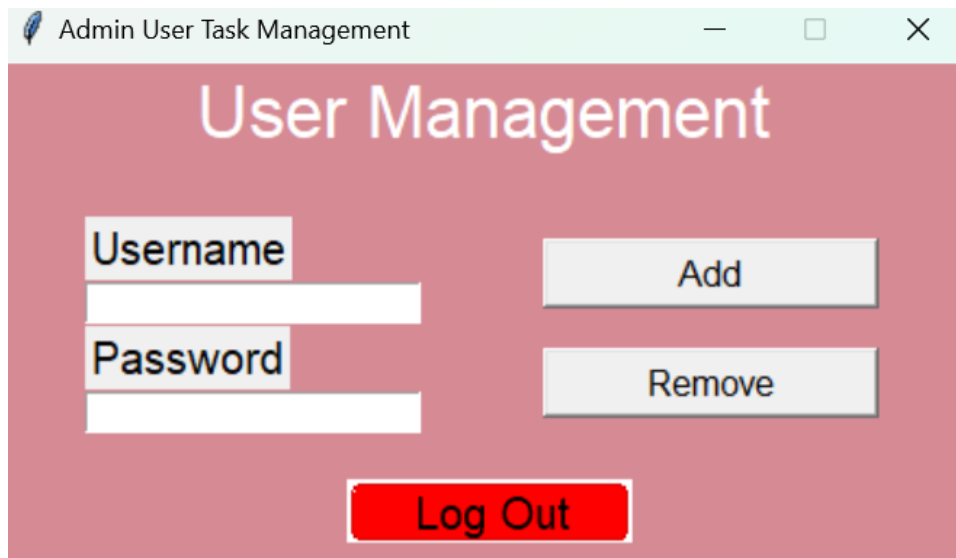 Admin User Task Management
User Management
Username
Add
Password
Remove
Log Out